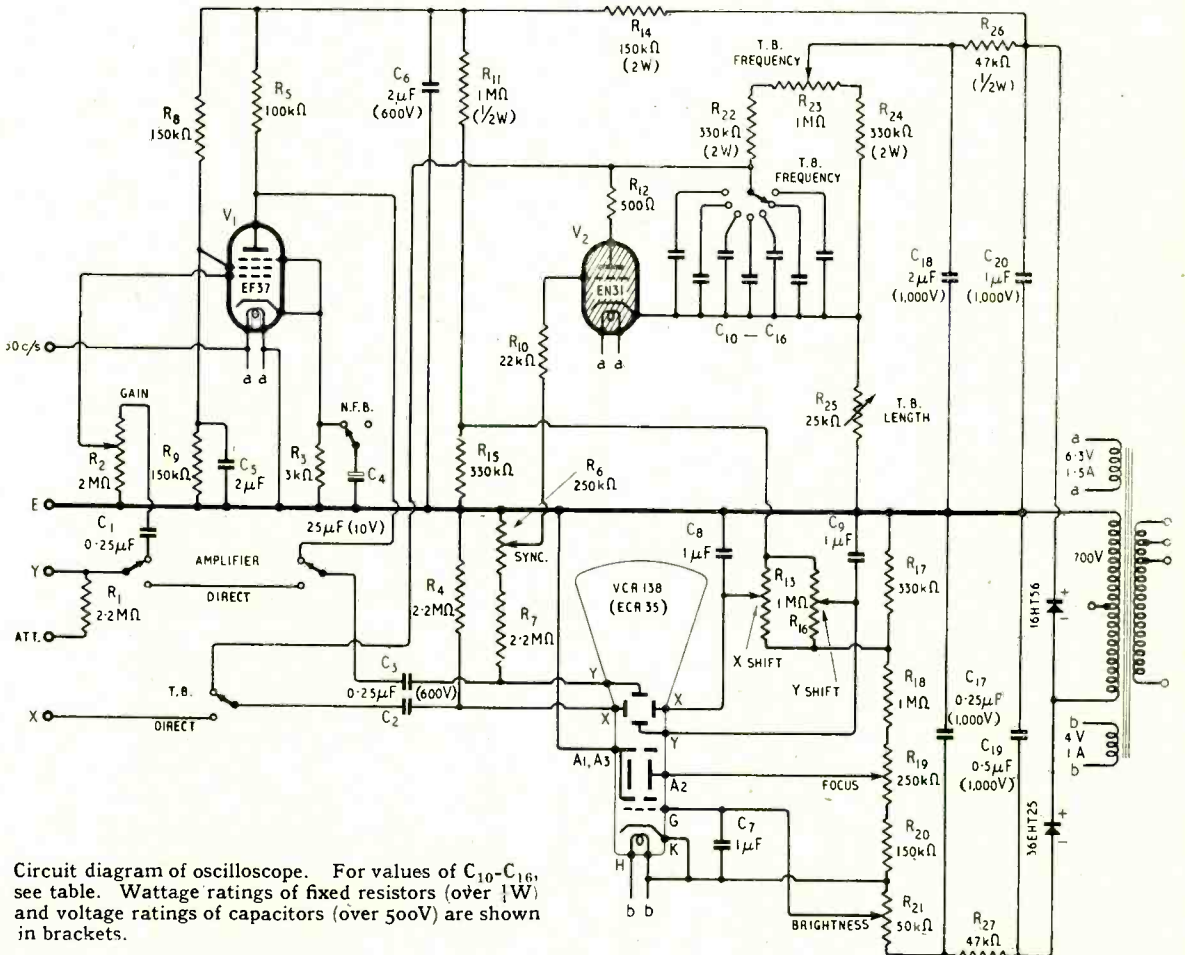 R14
150kΩ
(2W)
R26
47kΩ
(½W)
T.B.
FREQUENCY
R5
100kΩ
C6
2μF
(600V)
R11
1MΩ
(½W)
R23
1MΩ
R8
150kΩ
R22
330kΩ
(2W)
R24
330kΩ
(2W)
T.B.
FREQUENCY
R12
500Ω
V1
V2
EF37
EN31
C18
2μF
(1,000V)
C20
1μF
(1,000V)
0c/s
a a
R10
22kΩ
a a
C10 — C16
GAIN
N.F.B.
R25
25kΩ
T.B.
LENGTH
R2
2MΩ
R9
150kΩ
C5
2μF
R3
3kΩ
C4
R15
330kΩ
R6
250kΩ
a
6·3V
1·5A
a
E
C1
0·25μF
25μF (10V)
SYNC.
C8
1μF
C9
1μF
AMPLIFIER
Y
DIRECT
R1
2·2MΩ
R4
2·2MΩ
R7
2·2MΩ
VCR 138
(ECR 35)
R13
1MΩ
R16
R17
330kΩ
700V
16HT56
+
–
ATT.
X SHIFT
Y SHIFT
C3
0·25μF
(600V)
C2
T.B.
X
DIRECT
Y
X
X
Y
R18
1MΩ
C17
0·25μF
(1,000V)
C19
0·5μF
(1,000V)
b
4V
1A
b
A1, A3
A2
FOCUS
R19
250kΩ
G
K
H
C7
1μF
R20
150kΩ
36EHT25
+
–
b b
BRIGHTNESS
R21
50kΩ
R27
47kΩ
Circuit diagram of oscilloscope. For values of C10-C16,
see table. Wattage ratings of fixed resistors (over ½W)
and voltage ratings of capacitors (over 500V) are shown
in brackets.